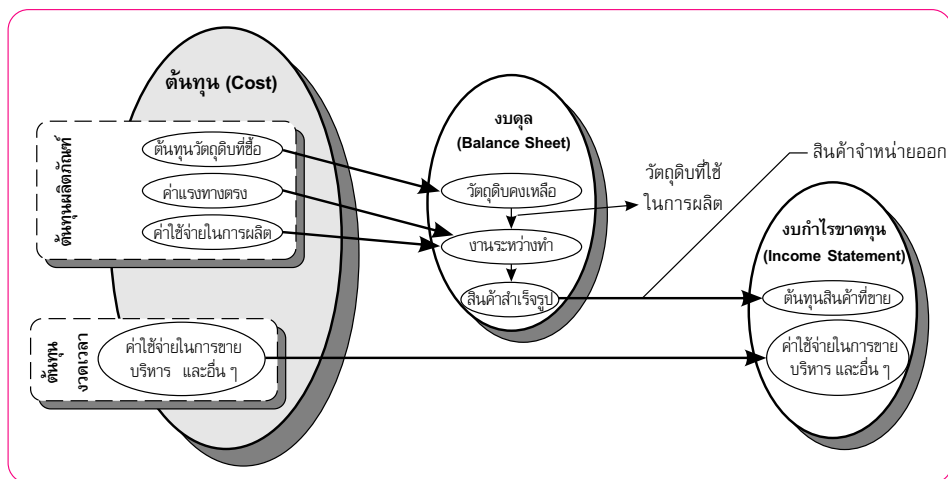 ต้นทุน (Cost)
ต้นทุนผลิตภัณฑ์
ต้นทุนวัตถุดิบที่ซื้อ
ค่าแรงทางตรง
ค่าใช้จ่ายในการผลิต
ต้นทุน
งวดเวลา
ค่าใช้จ่ายในการขาย
บริหาร และอื่น ๆ
งบดุล
(Balance Sheet)
วัตถุดิบคงเหลือ
งานระหว่างทำ
สินค้าสำเร็จรูป
วัตถุดิบที่ใช้
ในการผลิต
สินค้าจำหน่ายออก
งบกำไรขาดทุน
(Income Statement)
ต้นทุนสินค้าที่ขาย
ค่าใช้จ่ายในการขาย
บริหาร และอื่น ๆ